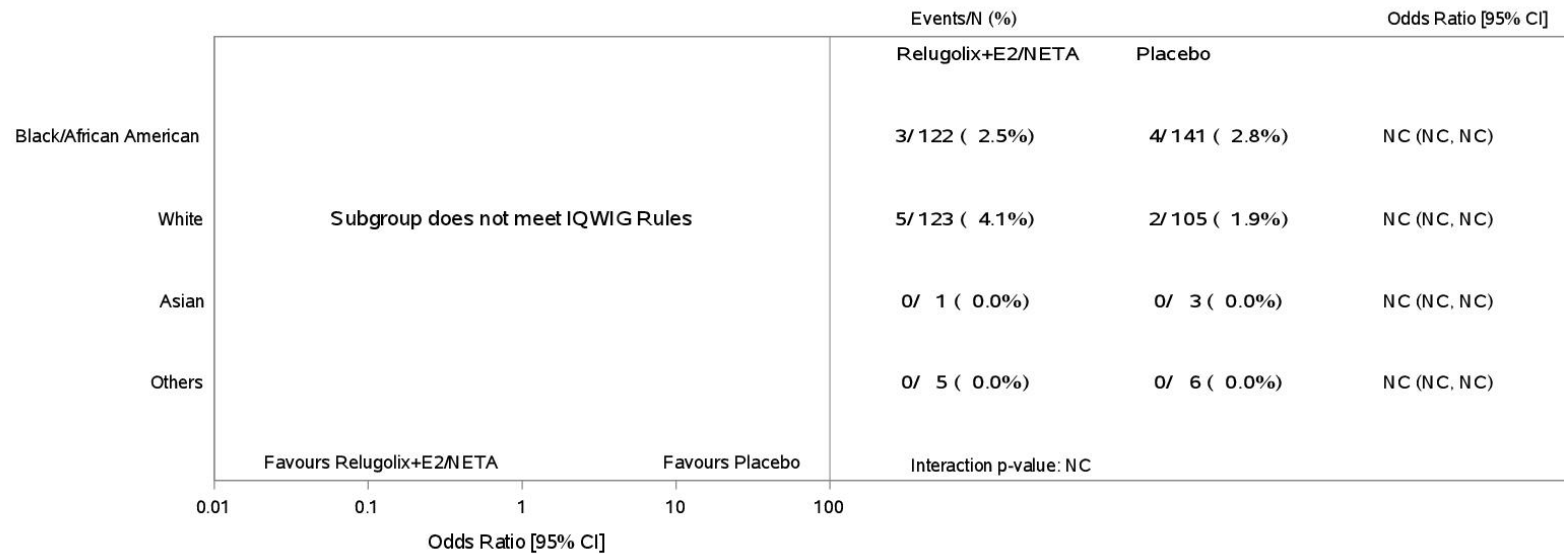 Events/N (%) Odds Ratio [95% CI]
Relugolix+E2/NETA Placebo
Black/African American 3/ 122 ( 2.5%) 4/ 141 ( 2.8%) NC (NC, NC)
White Subgroup does not meet IQWIG Rules 5/ 123 ( 4.1%) 2/ 105 ( 1.9%) NC (NC, NC)
Asian 0/ 1 ( 0.0%) 0/ 3 ( 0.0%) NC (NC, NC)
Others 0/ 5 ( 0.0%) 0/ 6 ( 0.0%) NC (NC, NC)
Favours Relugolix+E2/NETA Favours Placebo Interaction p-value: NC
0.01 0.1 1 10 100
Odds Ratio [95% CI]